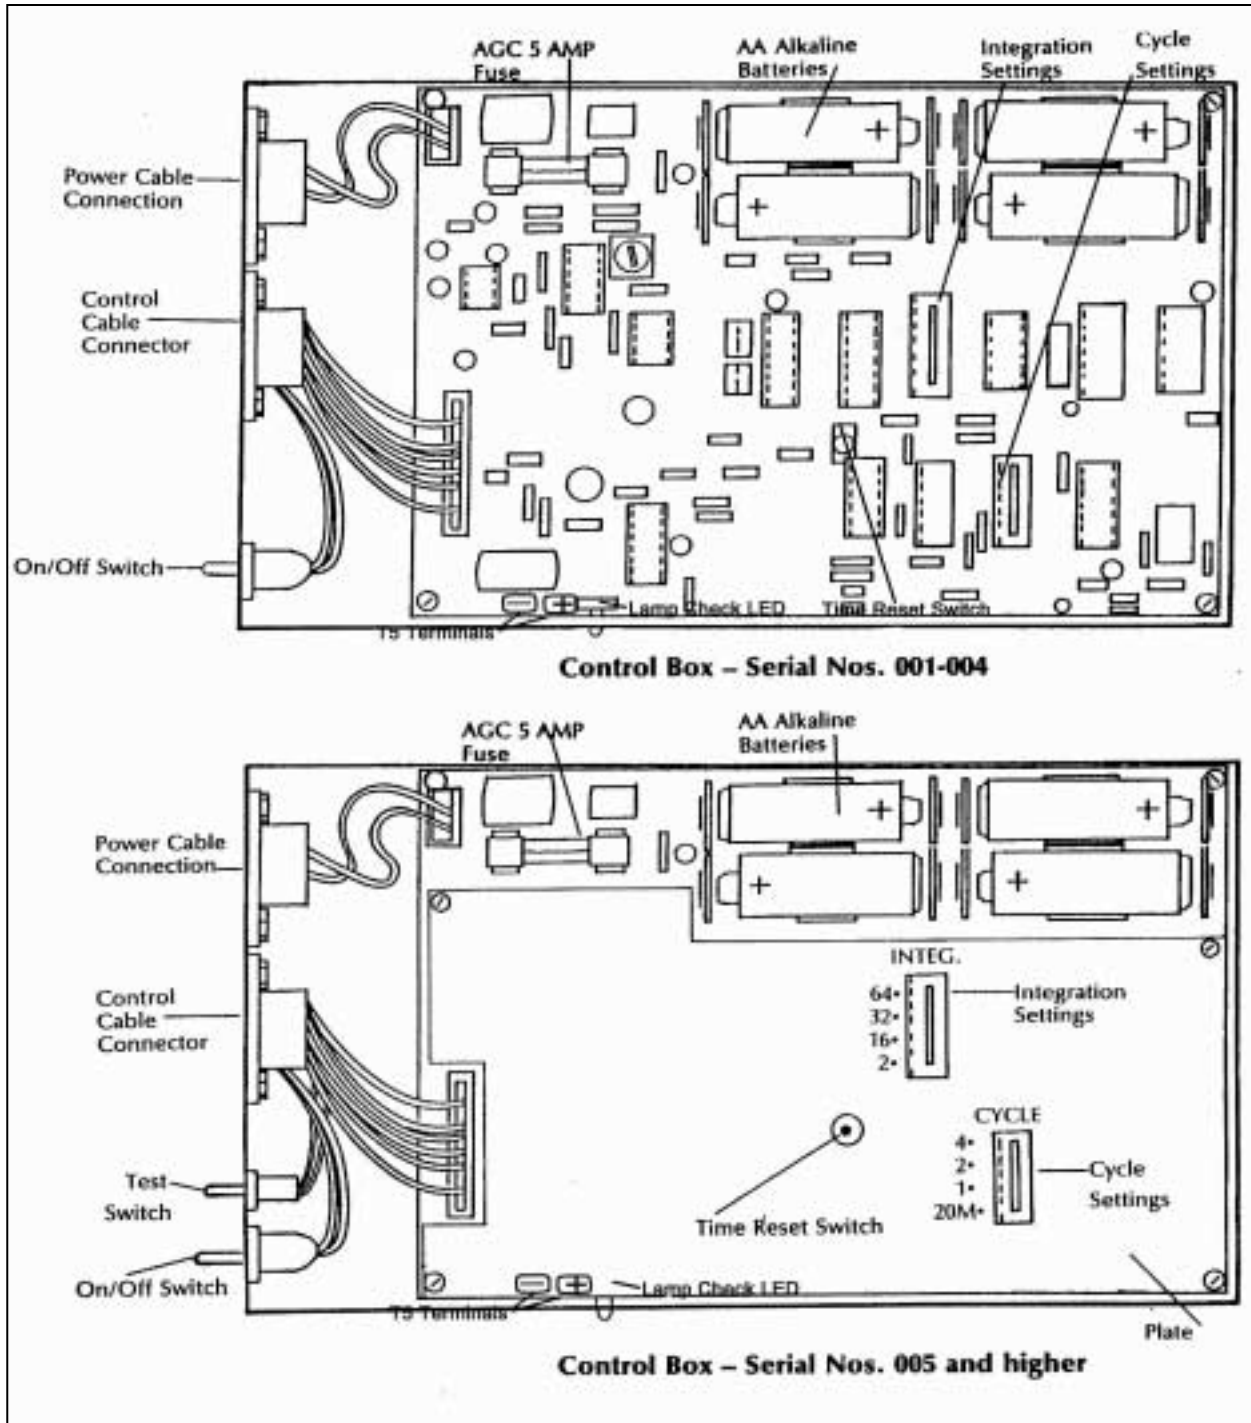 AGC 5 AMP
Fuse
AA Alkaline
Batteries
Integration
Settings
Cycle
Settings
Power Cable
Connection
+
+
+
+
Control
Cable
Connector
On/Off Switch
− +
Lamp Check LED
Time Reset Switch
T5 Terminals
Control Box – Serial Nos. 001-004
AGC 5 AMP
Fuse
AA Alkaline
Batteries
Power Cable
Connection
+
+
+
+
INTEG.
64•
32•
16•
2•
Integration
Settings
Control
Cable
Connector
CYCLE
4•
2•
1•
20M•
Cycle
Settings
Test
Switch
Time Reset Switch
On/Off Switch
− +
Lamp Check LED
T5 Terminals
Plate
Control Box – Serial Nos. 005 and higher